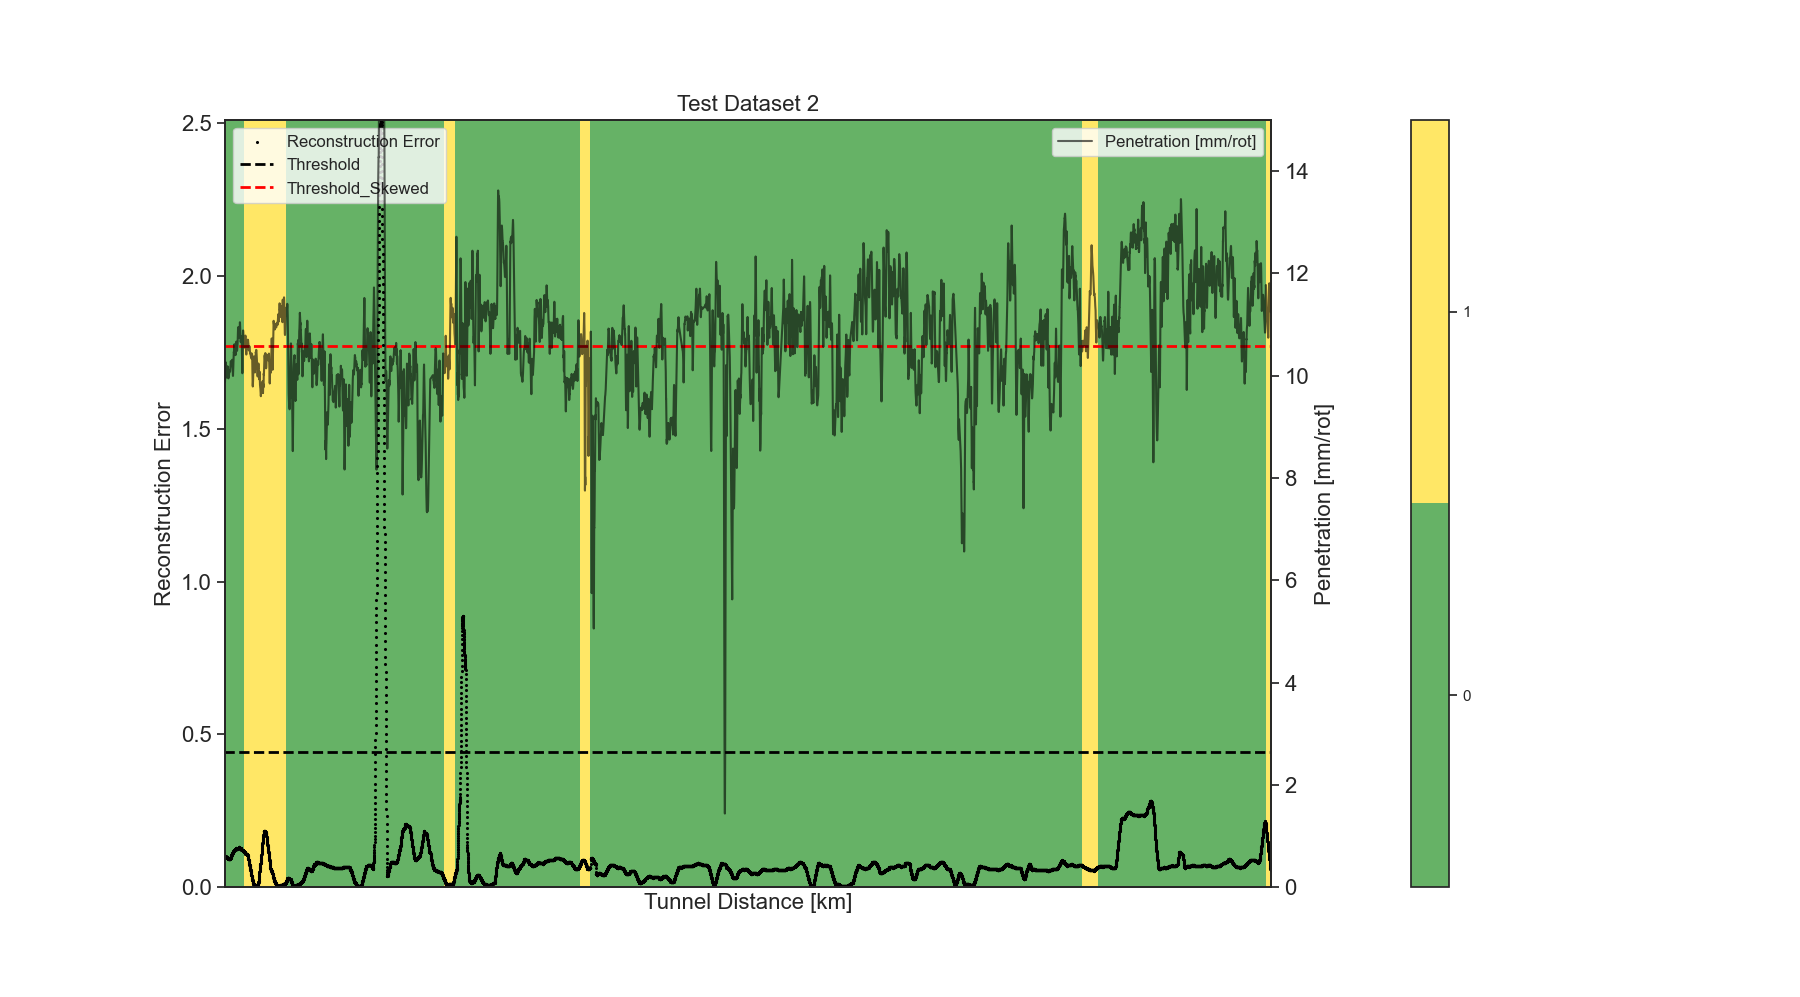 Test Dataset 2
Reconstruction Error
Threshold
Threshold_Skewed
Penetration [mm/rot]
Reconstruction Error
2.5
2.0
1.5
1.0
0.5
0.0
Tunnel Distance [km]
14
12
10
8
6
4
2
0
Penetration [mm/rot]
1
0